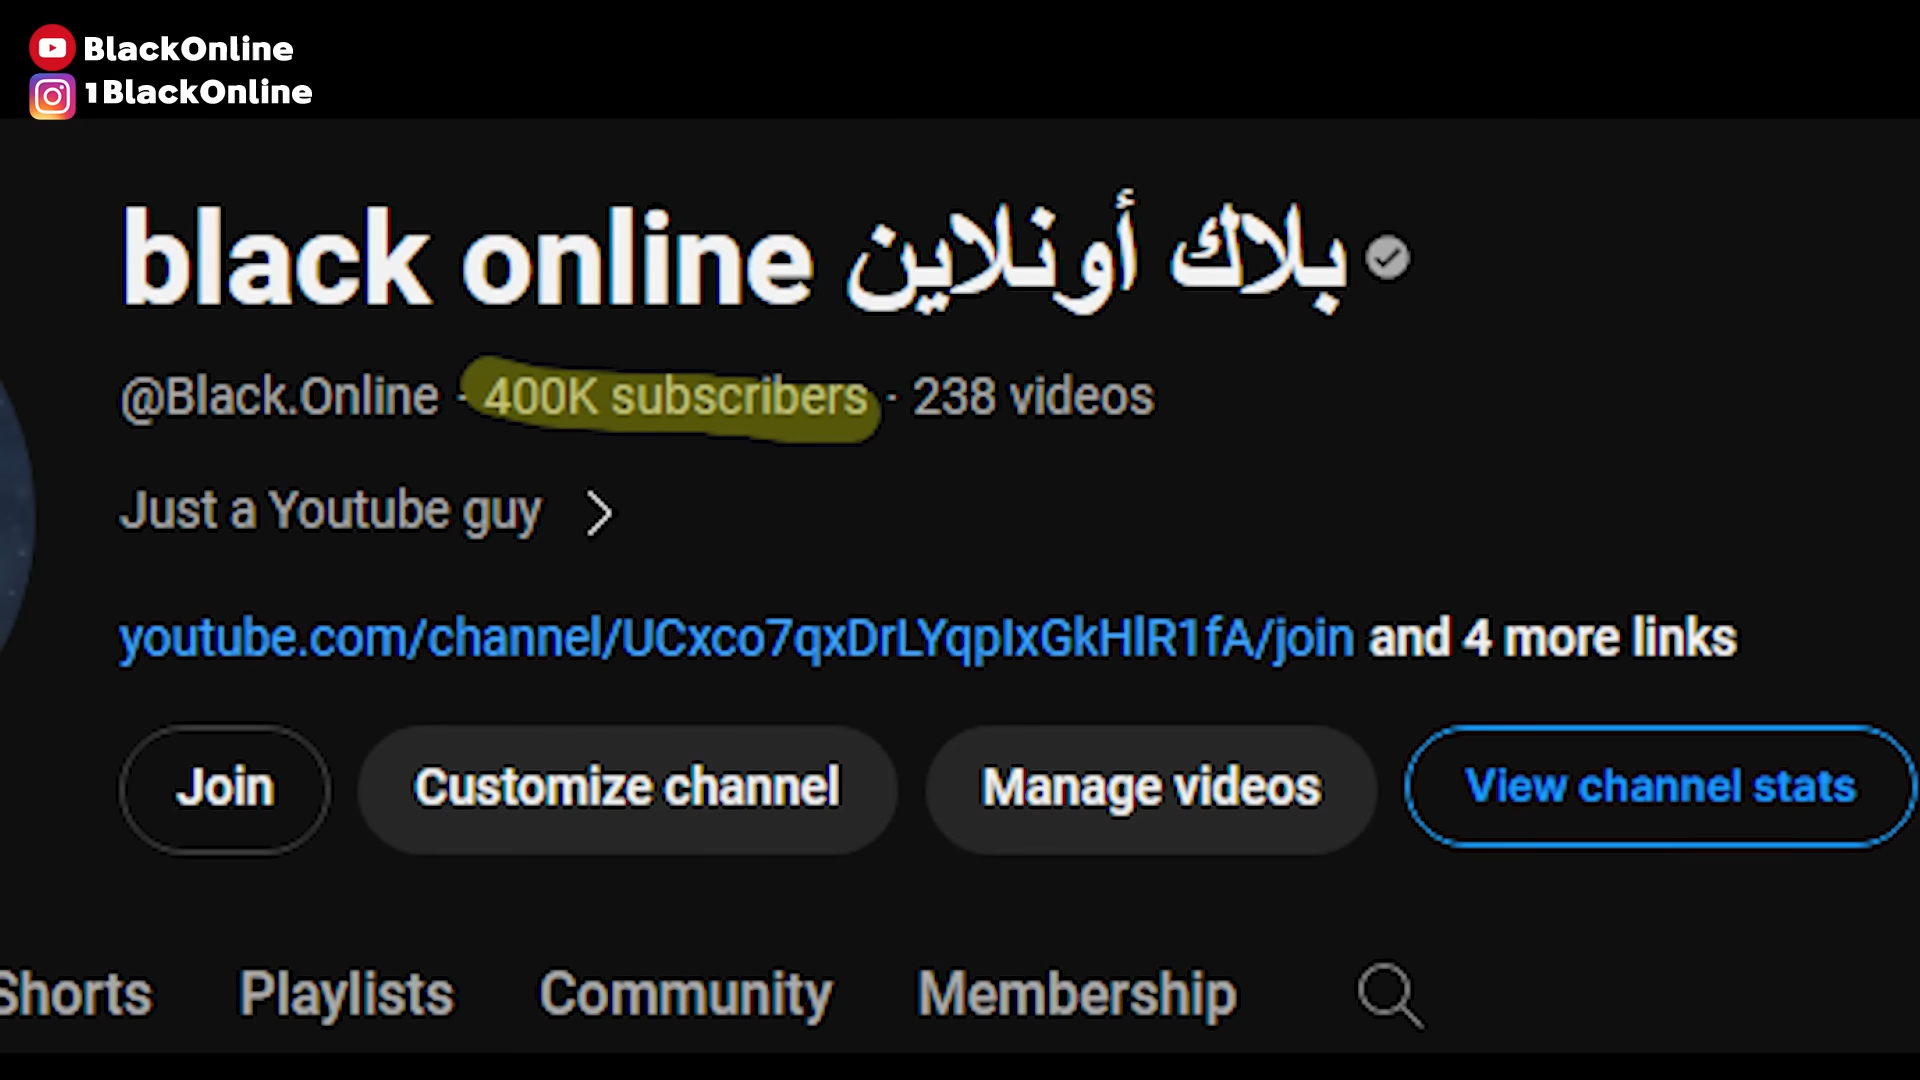 BlackOnline
1BlackOnline
black online بلاك أونلاين
@Black.Online · 400K subscribers · 238 videos
Just a Youtube guy
youtube.com/channel/UCxco7qxDrLYqpIxGkHlR1fA/join and 4 more links
Join Customize channel Manage videos View channel stats
Shorts Playlists Community Membership